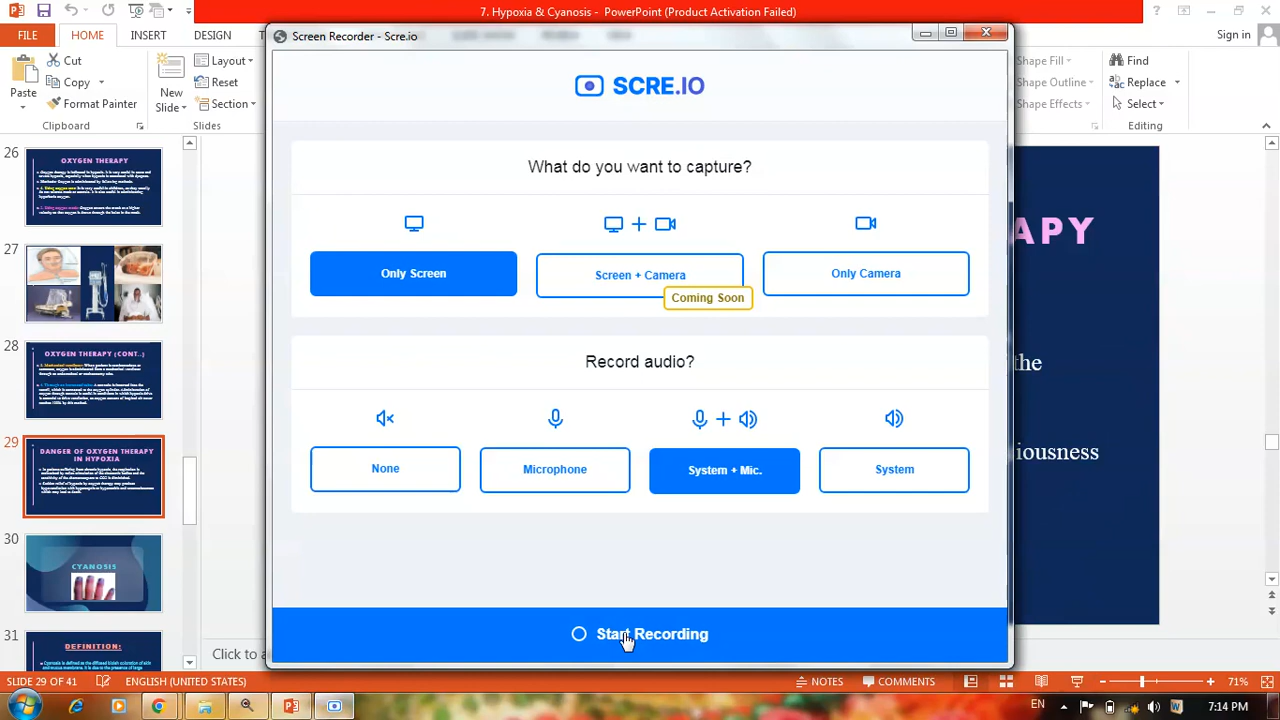 7. Hypoxia & Cyanosis - PowerPoint (Product Activation Failed)
FILE
HOME
INSERT
DESIGN
Sign in
Screen Recorder - Scre.io
Paste
Cut
Copy
Format Painter
Clipboard
New
Slide
Layout
Reset
Section
Slides
Shape Fill
Shape Outline
Shape Effects
Find
Replace
Select
Editing
SCRE.IO
What do you want to capture?
Only Screen
Screen + Camera
Coming Soon
Only Camera
Record audio?
None
Microphone
System + Mic.
System
Start Recording
26
OXYGEN THERAPY
27
28
OXYGEN THERAPY (CONT..)
29
DANGER OF OXYGEN THERAPY
IN HYPOXIA
30
CYANOSIS
31
DEFINITION:
APY
the
iousness
Click to a
SLIDE 29 OF 41
ENGLISH (UNITED STATES)
NOTES
COMMENTS
71%
EN
7:14 PM